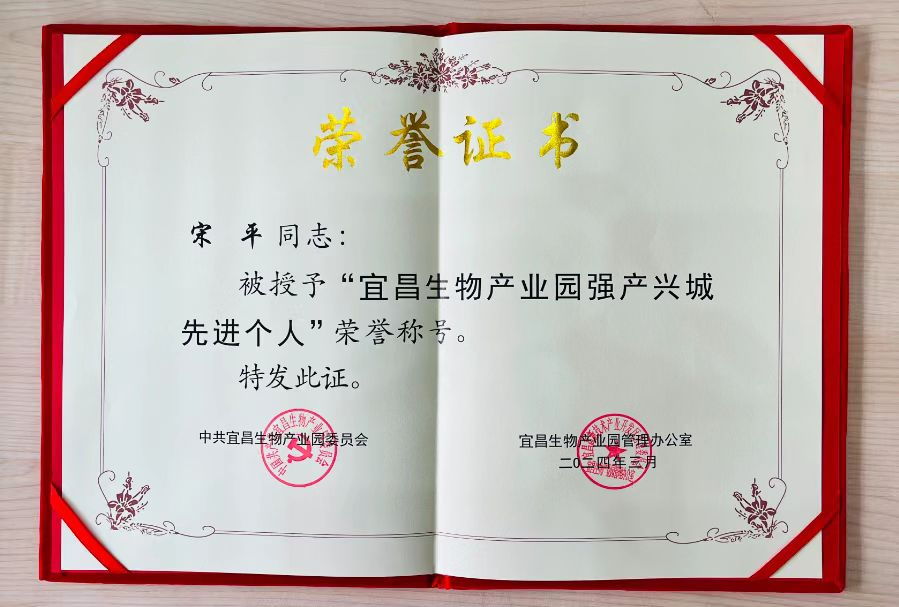 荣誉证书
宋 平同志：
被授予“宜昌生物产业园强产兴城
先进个人”荣誉称号。
特发此证。
中共宜昌生物产业园委员会
宜昌生物产业园管理办公室
二〇二四年三月